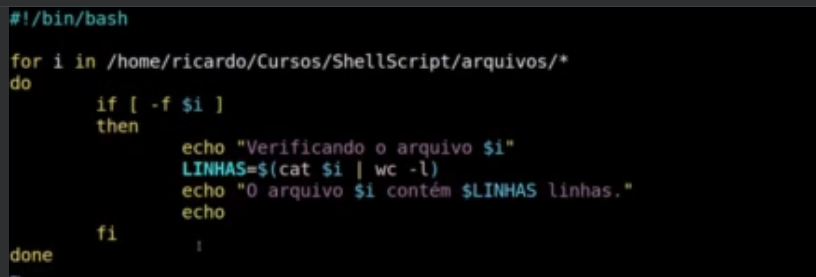 #!/bin/bash
for i in /home/ricardo/Cursos/ShellScript/arquivos/*
do
if [ -f $i ]
then
echo "Verificando o arquivo $i"
LINHAS=$(cat $i | wc -l)
echo "O arquivo $i contém $LINHAS linhas."
echo
fi
done